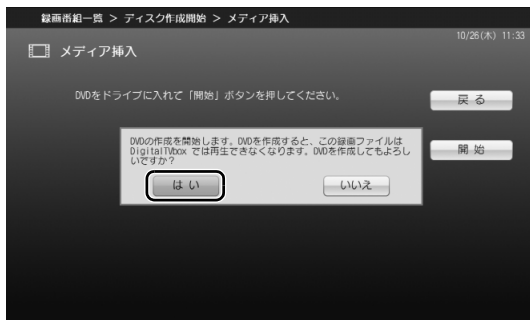 録画番組一覧 > ディスク作成開始 > メディア挿入
10/26(木) 11:33
メディア挿入
DVDをドライブに入れて「開始」ボタンを押してください。
戻る
DVDの作成を開始します。DVDを作成すると、この録画ファイルは
DigitalTVbox では再生できなくなります。DVDを作成してもよろし
いですか？
開始
はい
いいえ